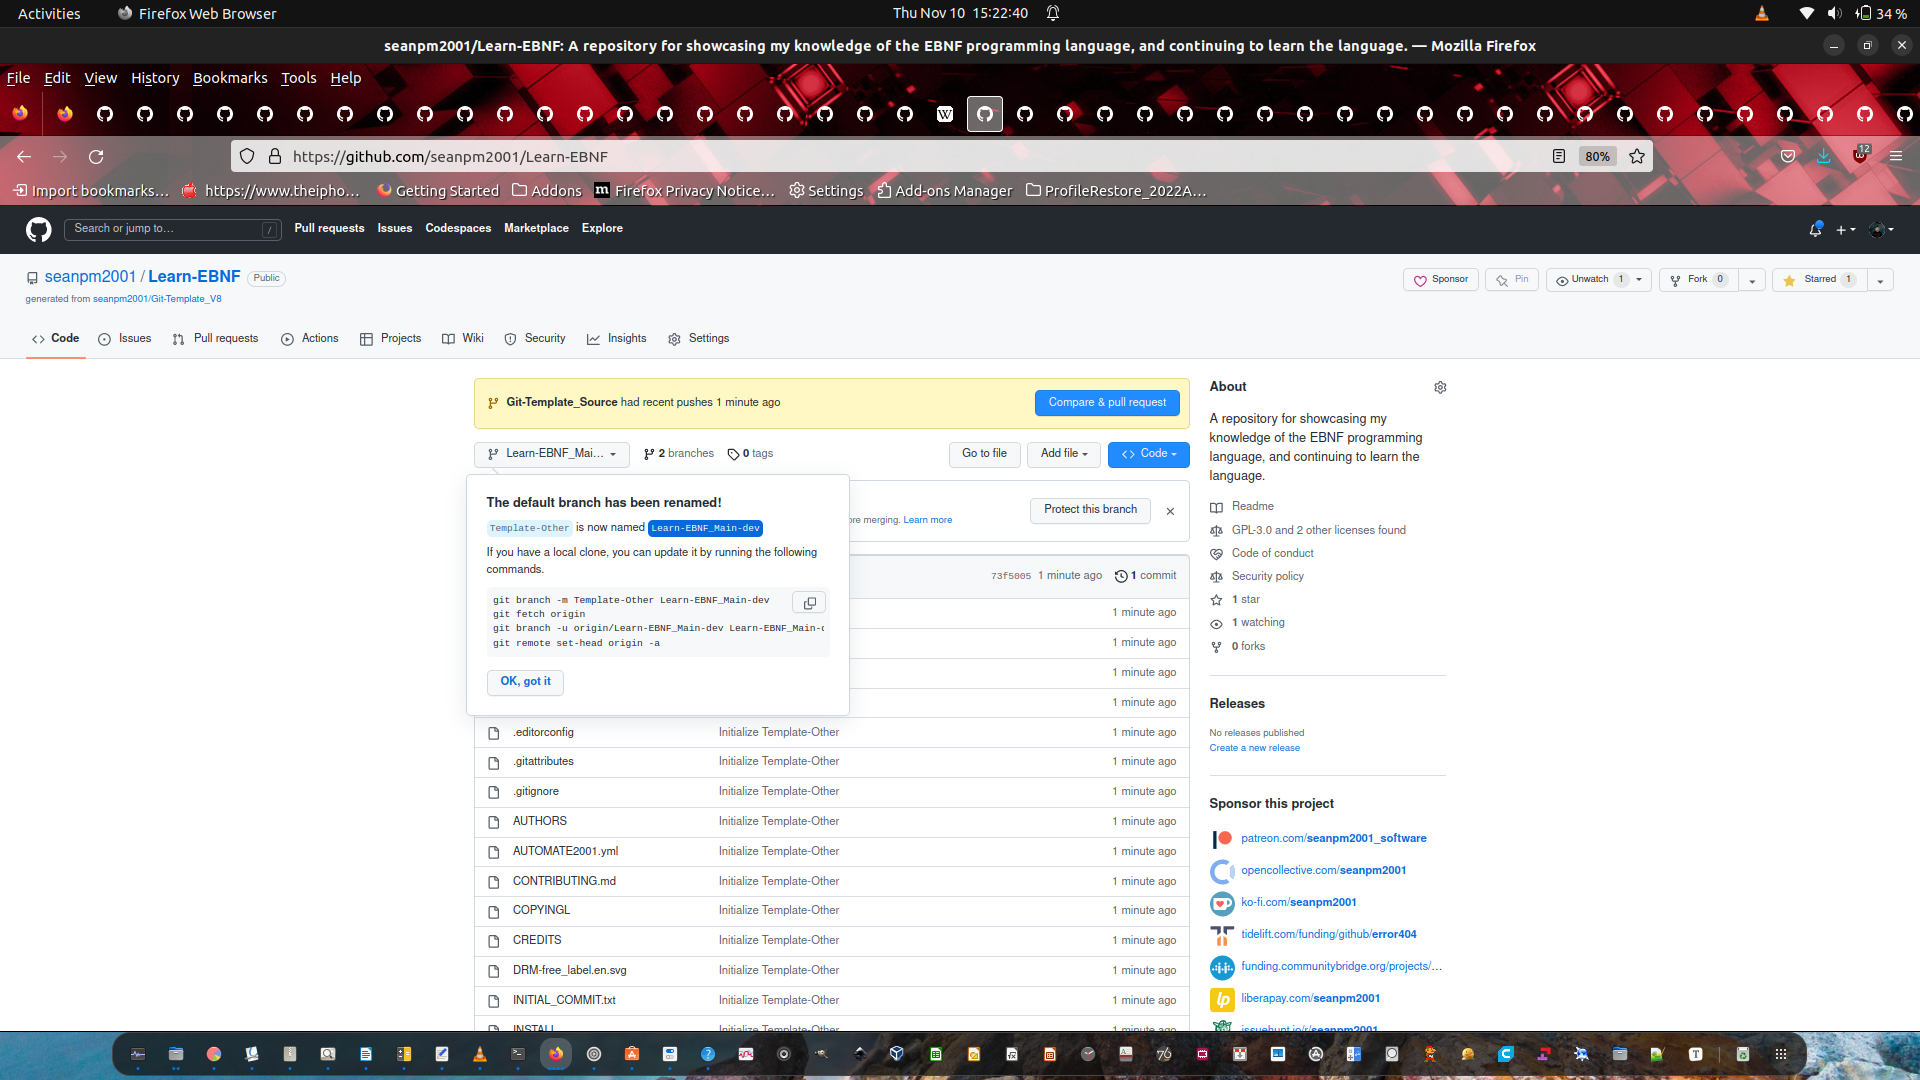 Activities
Firefox Web Browser
Thu Nov 10 15:22:40
34 %
seanpm2001/Learn-EBNF: A repository for showcasing my knowledge of the EBNF programming language, and continuing to learn the language. — Mozilla Firefox
File Edit View History Bookmarks Tools Help
https://github.com/seanpm2001/Learn-EBNF
80%
12
Import bookmarks…
https://www.theipho…
Getting Started
Addons
Firefox Privacy Notice…
Settings
Add-ons Manager
ProfileRestore_2022A…
Search or jump to…
/
Pull requests
Issues
Codespaces
Marketplace
Explore
seanpm2001 / Learn-EBNF
Public
generated from seanpm2001/Git-Template_V8
Sponsor
Pin
Unwatch 1
Fork 0
Starred 1
Code
Issues
Pull requests
Actions
Projects
Wiki
Security
Insights
Settings
Git-Template_Source had recent pushes 1 minute ago
Compare & pull request
Learn-EBNF_Mai…
2 branches
0 tags
Go to file
Add file
Code
The default branch has been renamed!
Template-Other is now named Learn-EBNF_Main-dev
If you have a local clone, you can update it by running the following
commands.
git branch -m Template-Other Learn-EBNF_Main-dev
git fetch origin
git branch -u origin/Learn-EBNF_Main-dev Learn-EBNF_Main-d
git remote set-head origin -a
OK, got it
ore merging. Learn more
Protect this branch
73f5005 1 minute ago
1 commit
1 minute ago
1 minute ago
1 minute ago
1 minute ago
.editorconfig Initialize Template-Other 1 minute ago
.gitattributes Initialize Template-Other 1 minute ago
.gitignore Initialize Template-Other 1 minute ago
AUTHORS Initialize Template-Other 1 minute ago
AUTOMATE2001.yml Initialize Template-Other 1 minute ago
CONTRIBUTING.md Initialize Template-Other 1 minute ago
COPYINGL Initialize Template-Other 1 minute ago
CREDITS Initialize Template-Other 1 minute ago
DRM-free_label.en.svg Initialize Template-Other 1 minute ago
INITIAL_COMMIT.txt Initialize Template-Other 1 minute ago
INSTALL Initialize Template-Other 1 minute ago
About
A repository for showcasing my
knowledge of the EBNF programming
language, and continuing to learn the
language.
Readme
GPL-3.0 and 2 other licenses found
Code of conduct
Security policy
1 star
1 watching
0 forks
Releases
No releases published
Create a new release
Sponsor this project
patreon.com/seanpm2001_software
opencollective.com/seanpm2001
ko-fi.com/seanpm2001
tidelift.com/funding/github/error404
funding.communitybridge.org/projects/…
liberapay.com/seanpm2001
issuehunt.io/r/seanpm2001